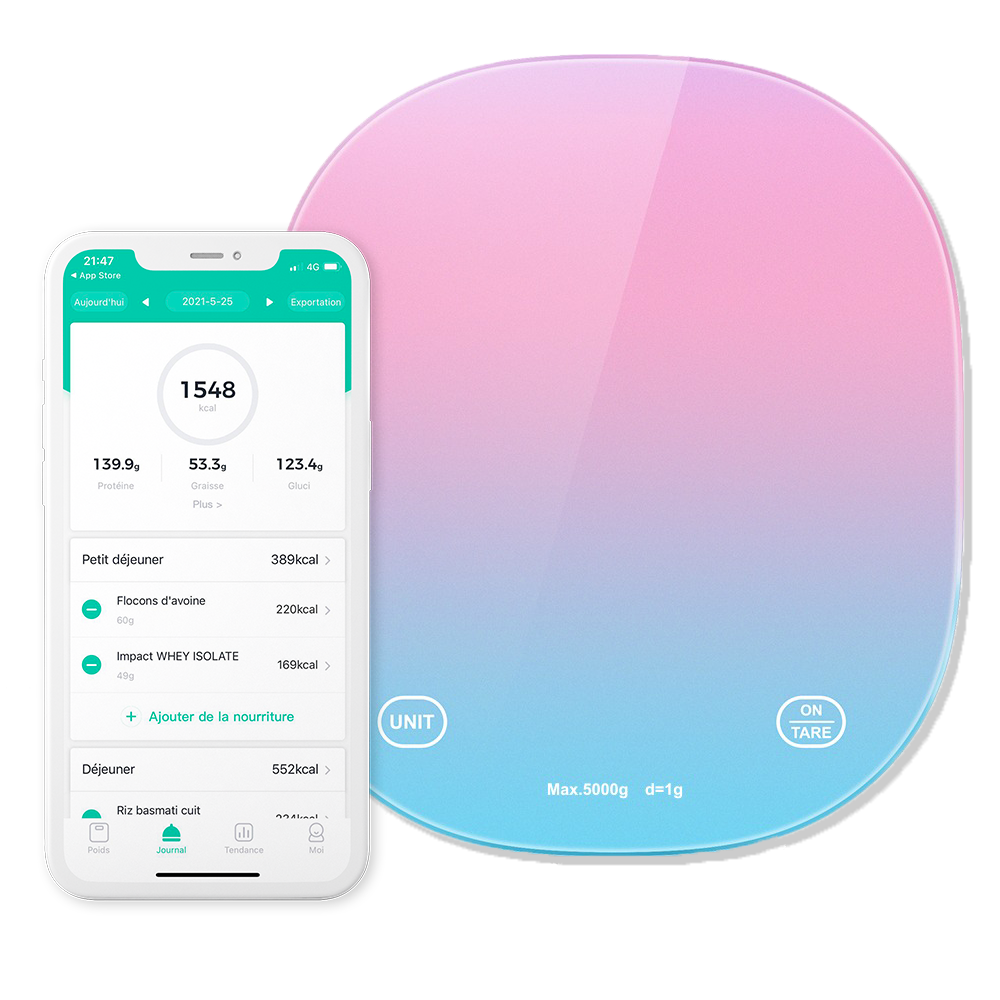 21:47
4G
◀ App Store
Aujourd'hui
2021-5-25
Exportation
1548
kcal
139.9g 53.3g 123.4g
Protéine Graisse Gluci
Plus >
Petit déjeuner 389kcal >
Flocons d'avoine 220kcal >
60g
Impact WHEY ISOLATE 169kcal >
49g
+ Ajouter de la nourriture
Déjeuner 552kcal >
Riz basmati cuit
Poids Journal Tendance Moi
UNIT
ON
TARE
Max.5000g d=1g